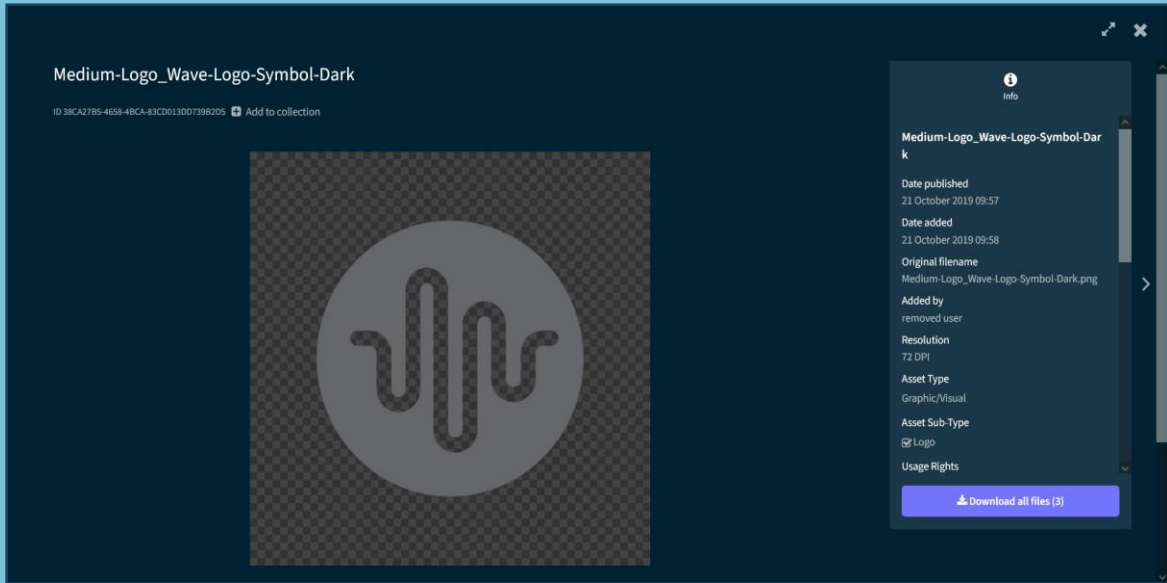 Medium-Logo_Wave-Logo-Symbol-Dark
ID 38CA27B5-4658-4BCA-83CD013DD739B2D5 Add to collection
Info
Medium-Logo_Wave-Logo-Symbol-Dar
k
Date published
21 October 2019 09:57
Date added
21 October 2019 09:58
Original filename
Medium-Logo_Wave-Logo-Symbol-Dark.png
Added by
removed user
Resolution
72 DPI
Asset Type
Graphic/Visual
Asset Sub-Type
Logo
Usage Rights
Download all files (3)